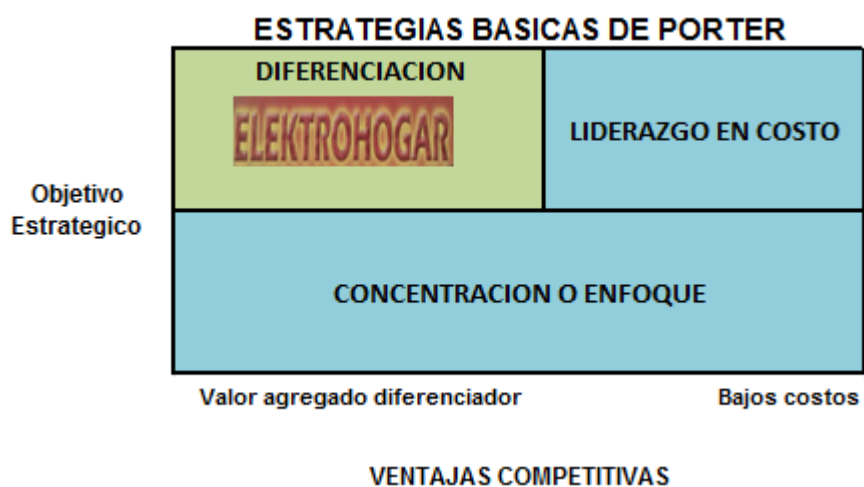 ESTRATEGIAS BASICAS DE PORTER
DIFERENCIACION
ELEKTROHOGAR
LIDERAZGO EN COSTO
Objetivo
Estrategico
CONCENTRACION O ENFOQUE
Valor agregado diferenciador
Bajos costos
VENTAJAS COMPETITIVAS